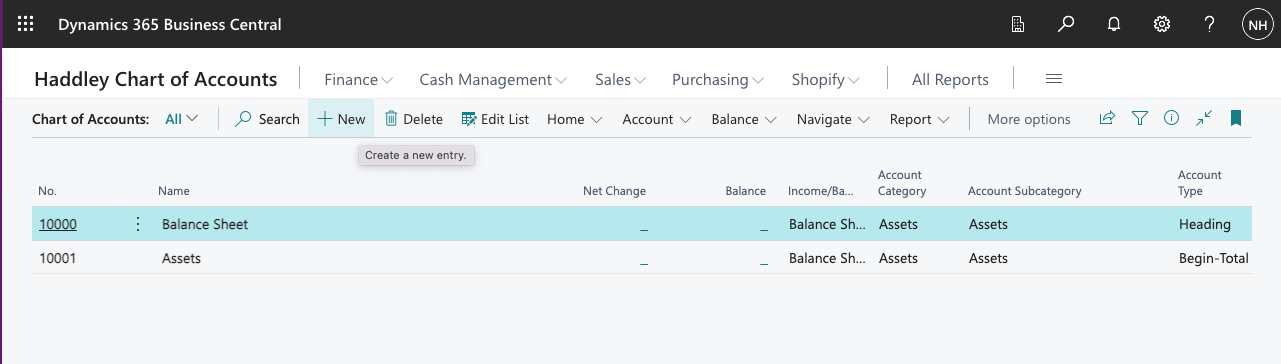 Dynamics 365 Business Central
NH
Haddley Chart of Accounts Finance Cash Management Sales Purchasing Shopify All Reports
Chart of Accounts: All Search New Delete Edit List Home Account Balance Navigate Report More options
Create a new entry.
No. Name Net Change Balance Income/Ba... Account Category Account Subcategory Account Type
10000 Balance Sheet _ _ Balance Sh... Assets Assets Heading
10001 Assets _ _ Balance Sh... Assets Assets Begin-Total